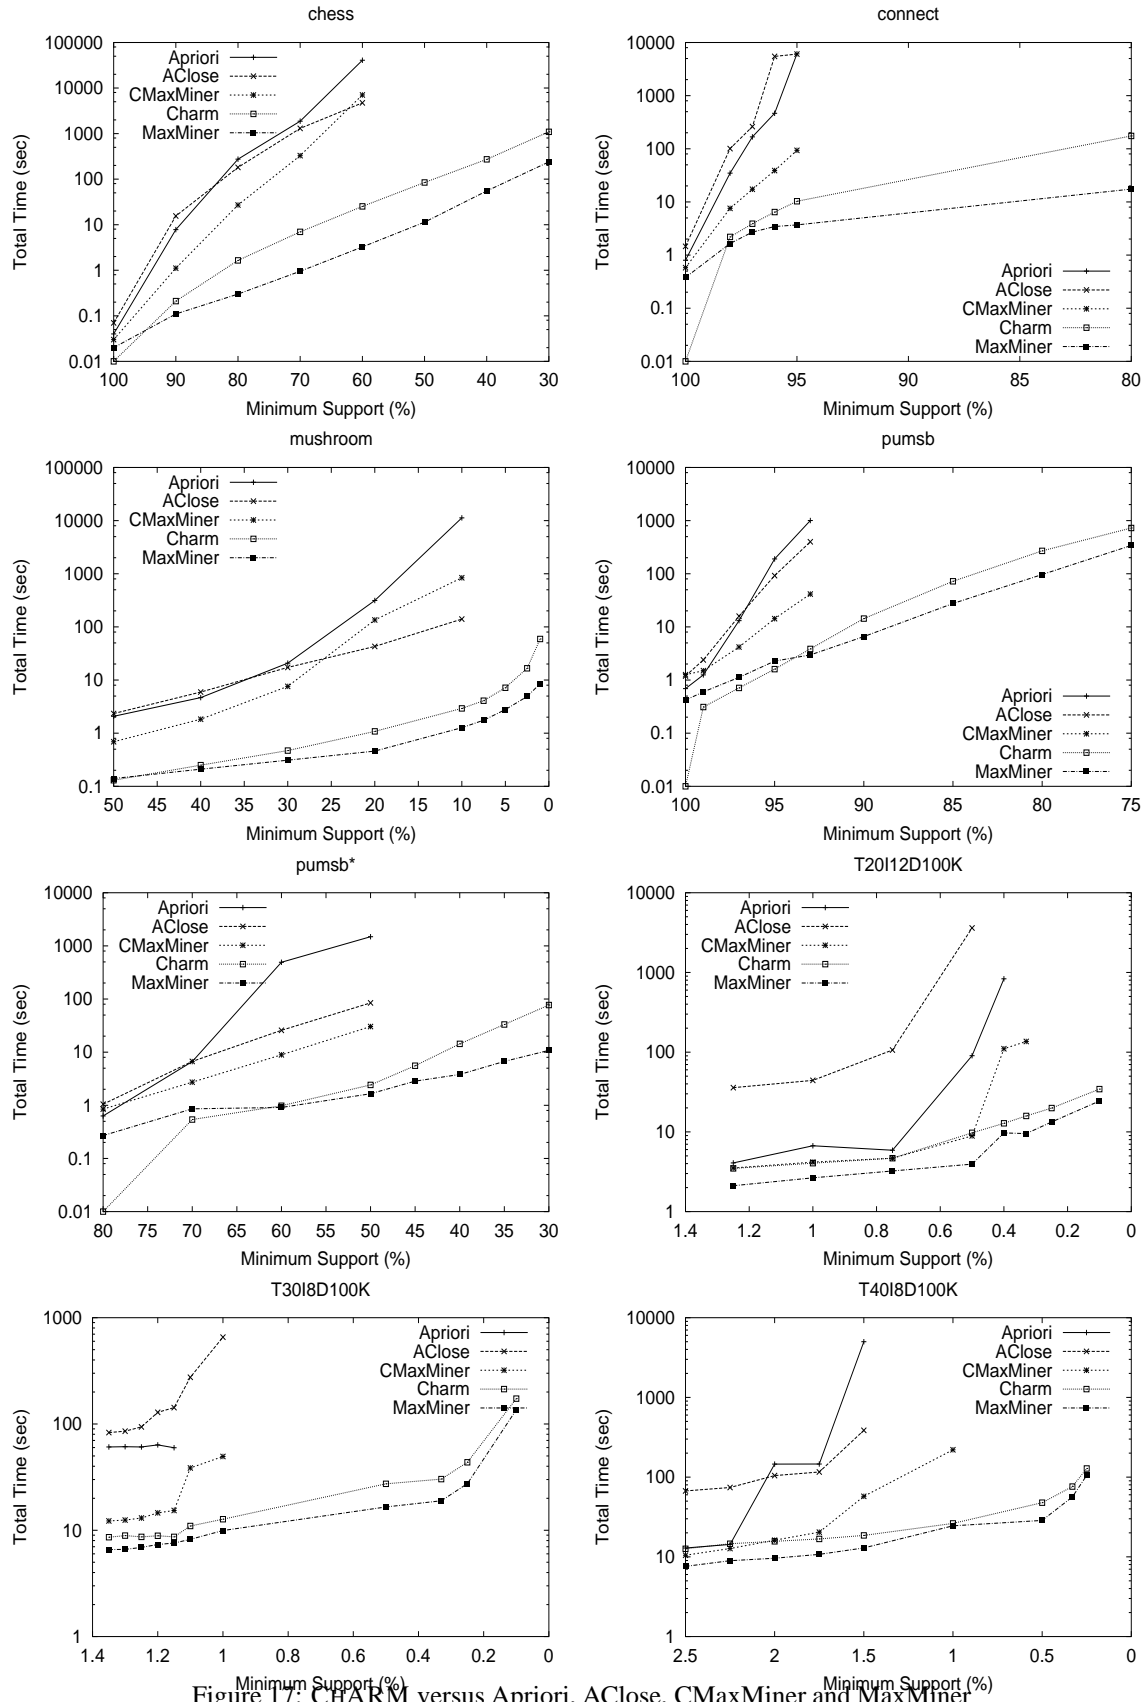 chess
100000
10000
1000
100
10
1
0.1
0.01
100 90 80 70 60 50 40 30
Total Time (sec)
Minimum Support (%)
Apriori
AClose
CMaxMiner
Charm
MaxMiner
connect
10000
1000
100
10
1
0.1
0.01
100 95 90 85 80
Total Time (sec)
Minimum Support (%)
Apriori
AClose
CMaxMiner
Charm
MaxMiner
mushroom
100000
10000
1000
100
10
1
0.1
50 45 40 35 30 25 20 15 10 5 0
Total Time (sec)
Minimum Support (%)
Apriori
AClose
CMaxMiner
Charm
MaxMiner
pumsb
10000
1000
100
10
1
0.1
0.01
100 95 90 85 80 75
Total Time (sec)
Minimum Support (%)
Apriori
AClose
CMaxMiner
Charm
MaxMiner
pumsb*
10000
1000
100
10
1
0.1
0.01
80 75 70 65 60 55 50 45 40 35 30
Total Time (sec)
Minimum Support (%)
Apriori
AClose
CMaxMiner
Charm
MaxMiner
T20I12D100K
10000
1000
100
10
1
1.4 1.2 1 0.8 0.6 0.4 0.2 0
Total Time (sec)
Minimum Support (%)
Apriori
AClose
CMaxMiner
Charm
MaxMiner
T30I8D100K
1000
100
10
1
1.4 1.2 1 0.8 0.6 0.4 0.2 0
Total Time (sec)
Minimum Support (%)
Apriori
AClose
CMaxMiner
Charm
MaxMiner
T40I8D100K
10000
1000
100
10
1
2.5 2 1.5 1 0.5 0
Total Time (sec)
Minimum Support (%)
Apriori
AClose
CMaxMiner
Charm
MaxMiner
Figure 17: CHARM versus Apriori, AClose, CMaxMiner and MaxMiner